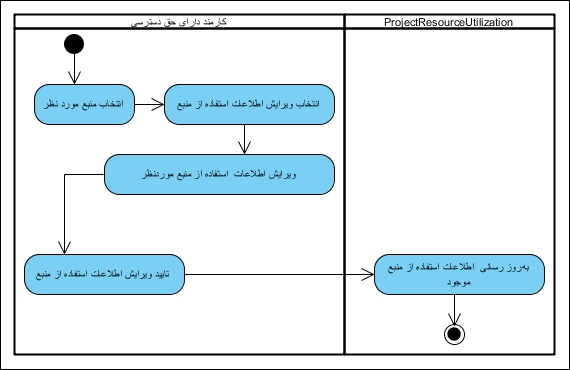 کارمند دارای حق دسترسی
ProjectResourceUtilization
انتخاب منبع مورد نظر
انتخاب ویرایش اطلاعات استفاده از منبع
ویرایش اطلاعات استفاده از منبع موردنظر
تایید ویرایش اطلاعات استفاده از منبع
به‌روز رسانی اطلاعات استفاده از منبع
موجود